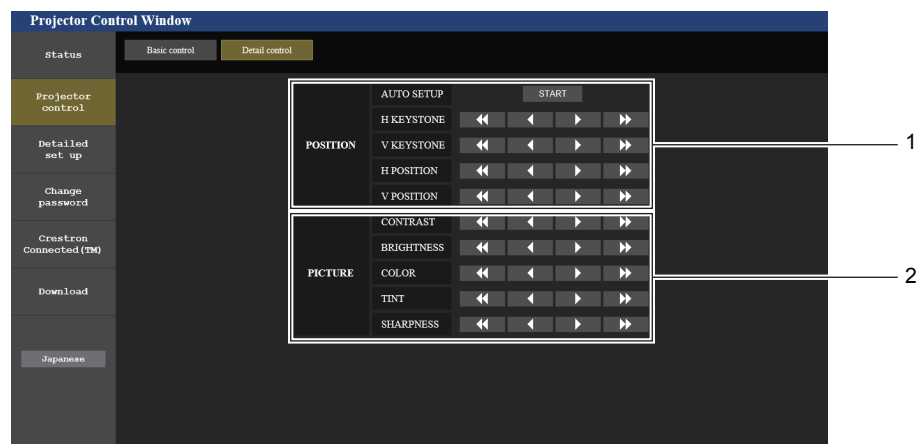 Projector Control Window
Status
Basic control
Detail control
Projector
control
Detailed
set up
Change
password
Crestron
Connected(TM)
Download
Japanese
POSITION
AUTO SETUP
START
H KEYSTONE
V KEYSTONE
H POSITION
V POSITION
1
PICTURE
CONTRAST
BRIGHTNESS
COLOR
TINT
SHARPNESS
2